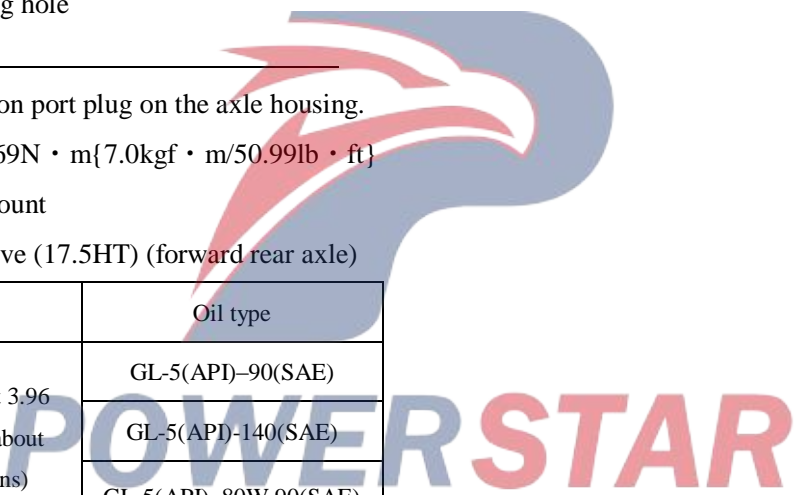 g hole
on port plug on the axle housing.
69N・m{7.0kgf・m/50.99lb・ft}
ount
ve (17.5HT) (forward rear axle)
Oil type
GL-5(API)–90(SAE)
3.96
GL-5(API)-140(SAE)
about
ns)
GL-5(API)-80W-90(SAE)
POWERSTAR